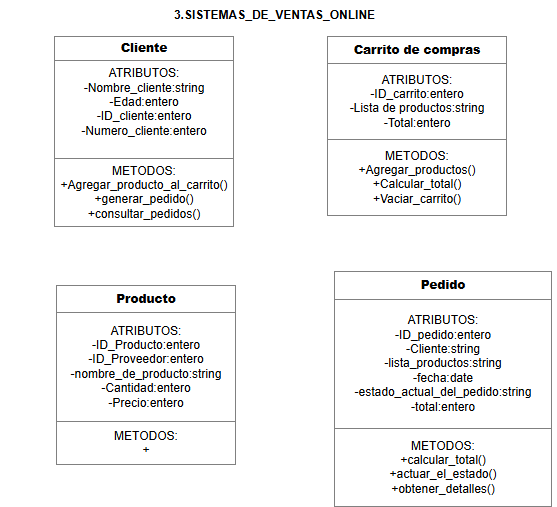 3.SISTEMAS_DE_VENTAS_ONLINE
Cliente
ATRIBUTOS:
-Nombre_cliente:string
-Edad:entero
-ID_cliente:entero
-Numero_cliente:entero
METODOS:
+Agregar_producto_al_carrito()
+generar_pedido()
+consultar_pedidos()
Carrito de compras
ATRIBUTOS:
-ID_carrito:entero
-Lista de productos:string
-Total:entero
METODOS:
+Agregar_productos()
+Calcular_total()
+Vaciar_carrito()
Producto
ATRIBUTOS:
-ID_Producto:entero
-ID_Proveedor:entero
-nombre_de_producto:string
-Cantidad:entero
-Precio:entero
METODOS:
+
Pedido
ATRIBUTOS:
-ID_pedido:entero
-Cliente:string
-lista_productos:string
-fecha:date
-estado_actual_del_pedido:string
-total:entero
METODOS:
+calcular_total()
+actuar_el_estado()
+obtener_detalles()